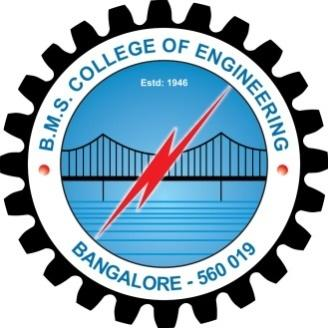 B.M.S. COLLEGE OF ENGINEERING
Estd: 1946
BANGALORE - 560 019